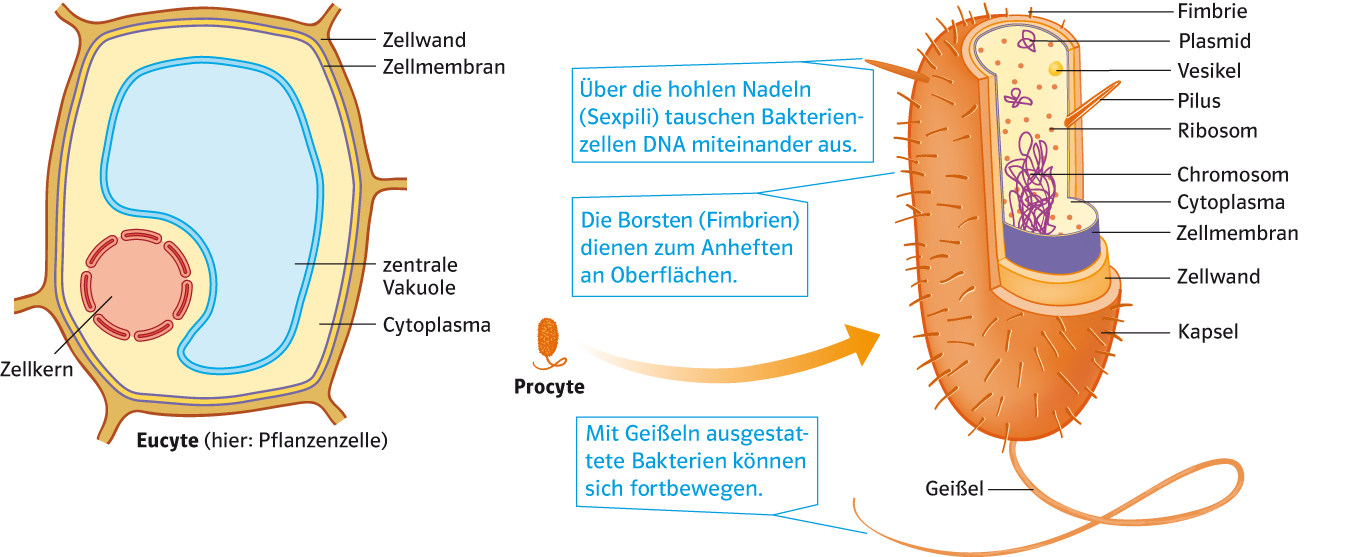 Zellwand
Zellmembran
zentrale
Vakuole
Cytoplasma
Zellkern
Eucyte (hier: Pflanzenzelle)
Über die hohlen Nadeln
(Sexpili) tauschen Bakterien-
zellen DNA miteinander aus.
Die Borsten (Fimbrien)
dienen zum Anheften
an Oberflächen.
Procyte
Mit Geißeln ausgestat-
tete Bakterien können
sich fortbewegen.
Fimbrie
Plasmid
Vesikel
Pilus
Ribosom
Chromosom
Cytoplasma
Zellmembran
Zellwand
Kapsel
Geißel